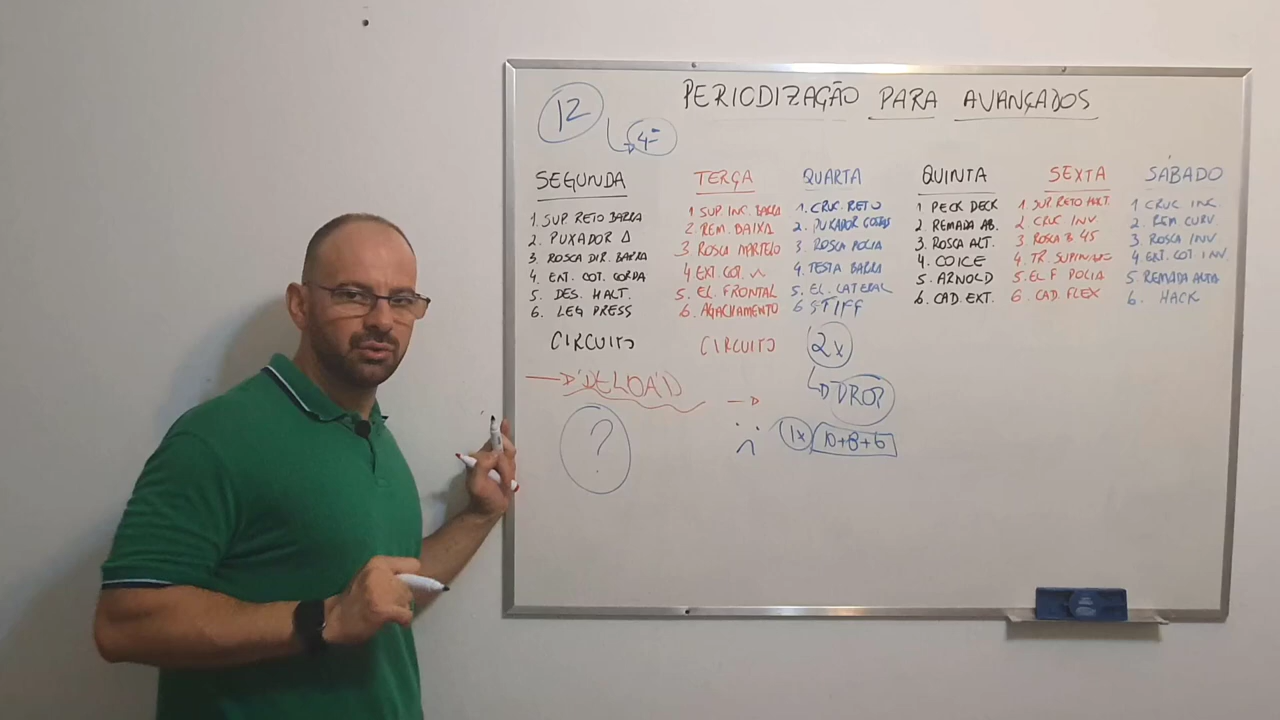 PERIODIZAÇÃO PARA AVANÇADOS
12
4ª
SEGUNDA
1. SUP. RETO BARRA
2. PUXADOR Δ
3. ROSCA DIR. BARRA
4. EXT. COT. CORDA
5. DES. HALT.
6. LEG PRESS
CIRCUITO
DELOAD
?
TERÇA
1 SUP. INC. BARRA
2 REM. BAIXA
3 ROSCA MARTELO
4 EXT. COT. ^
5. EL. FRONTAL
6. AGACHAMENTO
CIRCUITO
QUARTA
1. CRUC. RETO
2. PUXADOR COSTAS
3. ROSCA POLIA
4. TESTA BARRA
5. EL. LATERAL
6 STIFF
2x
DROP
1x 10+8+6
QUINTA
1 PECK DECK
2. REMADA AB.
3. ROSCA ALT.
4. COICE
5. ARNOLD
6. CAD. EXT.
SEXTA
1 SUP. RETO HALT.
2 CRUC INV.
3 ROSCA B 45
4. TR. SUPINADO
5. EL F POLIA
6. CAD. FLEX
SÁBADO
1 CRUC INC.
2. REM CURV.
3. ROSCA INV.
4 EXT. COT. INV.
5 REMADA ALTA
6. HACK